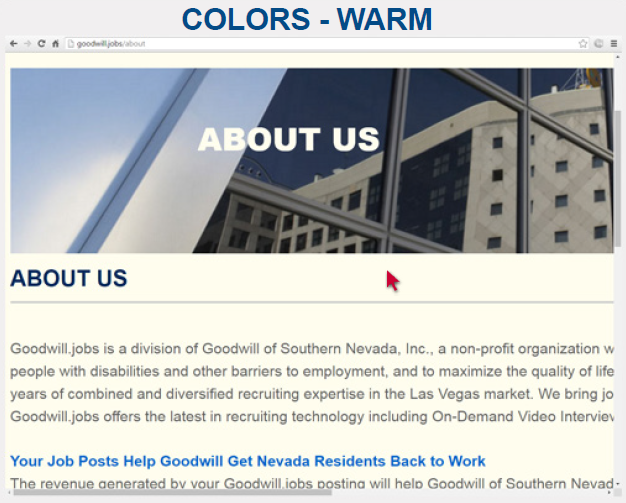 COLORS - WARM
goodwill.jobs/about
ABOUT US
ABOUT US
Goodwill.jobs is a division of Goodwill of Southern Nevada, Inc., a non-profit organization w
people with disabilities and other barriers to employment, and to maximize the quality of life
years of combined and diversified recruiting expertise in the Las Vegas market. We bring jo
Goodwill.jobs offers the latest in recruiting technology including On-Demand Video Interview
Your Job Posts Help Goodwill Get Nevada Residents Back to Work
The revenue generated by your Goodwill.jobs posting will help Goodwill of Southern Nevad